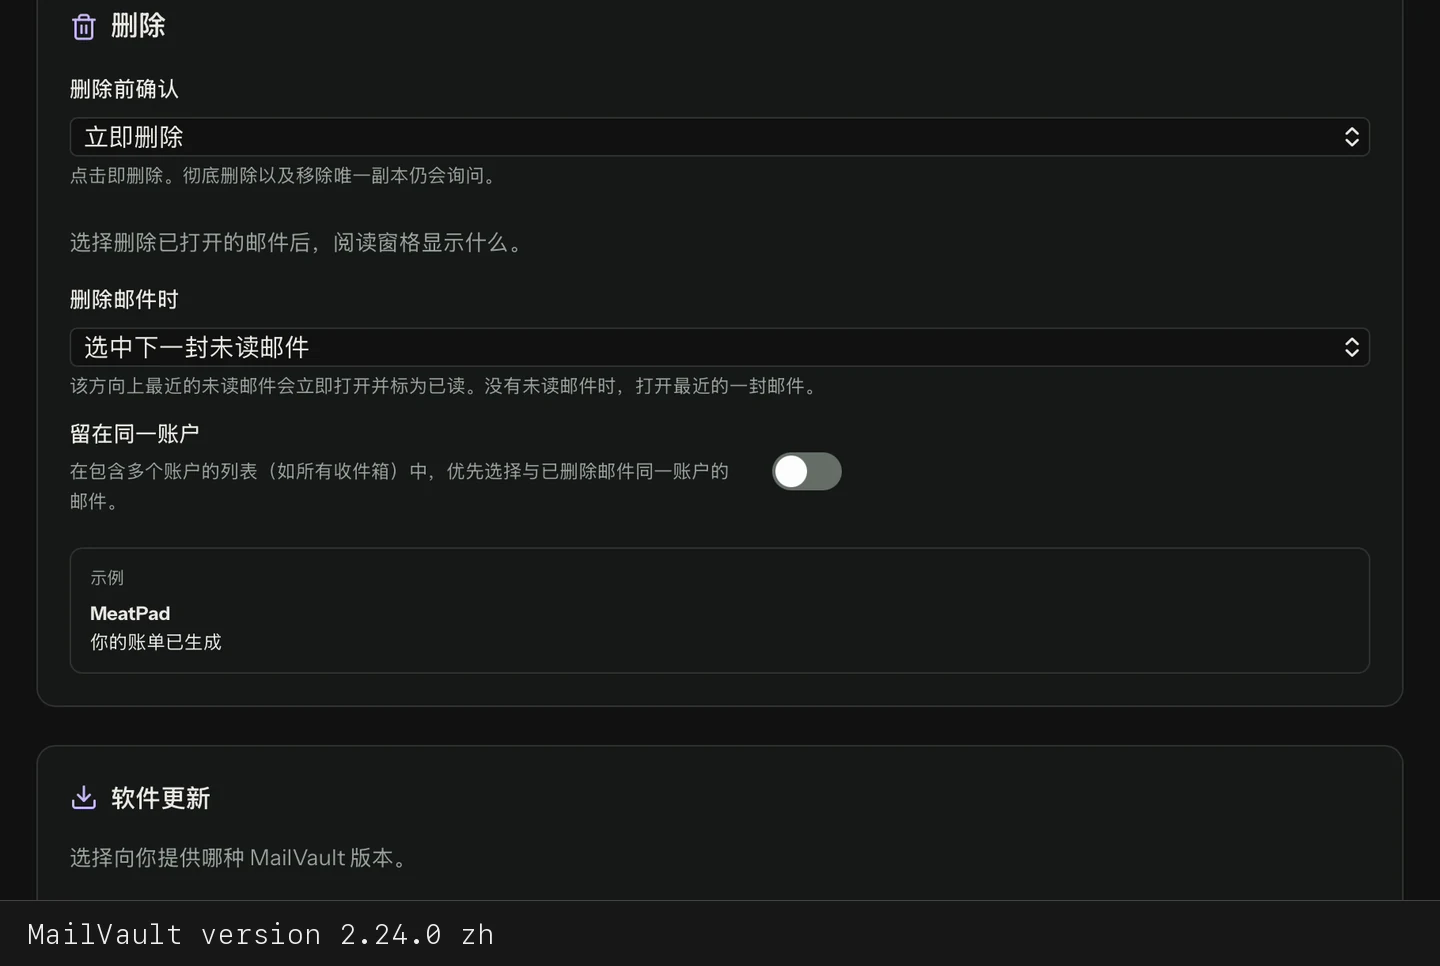 删除
删除前确认
立即删除
点击即删除。彻底删除以及移除唯一副本仍会询问。
选择删除已打开的邮件后，阅读窗格显示什么。
删除邮件时
选中下一封未读邮件
该方向上最近的未读邮件会立即打开并标为已读。没有未读邮件时，打开最近的一封邮件。
留在同一账户
在包含多个账户的列表（如所有收件箱）中，优先选择与已删除邮件同一账户的
邮件。
示例
MeatPad
你的账单已生成
软件更新
选择向你提供哪种 MailVault 版本。
MailVault version 2.24.0 zh